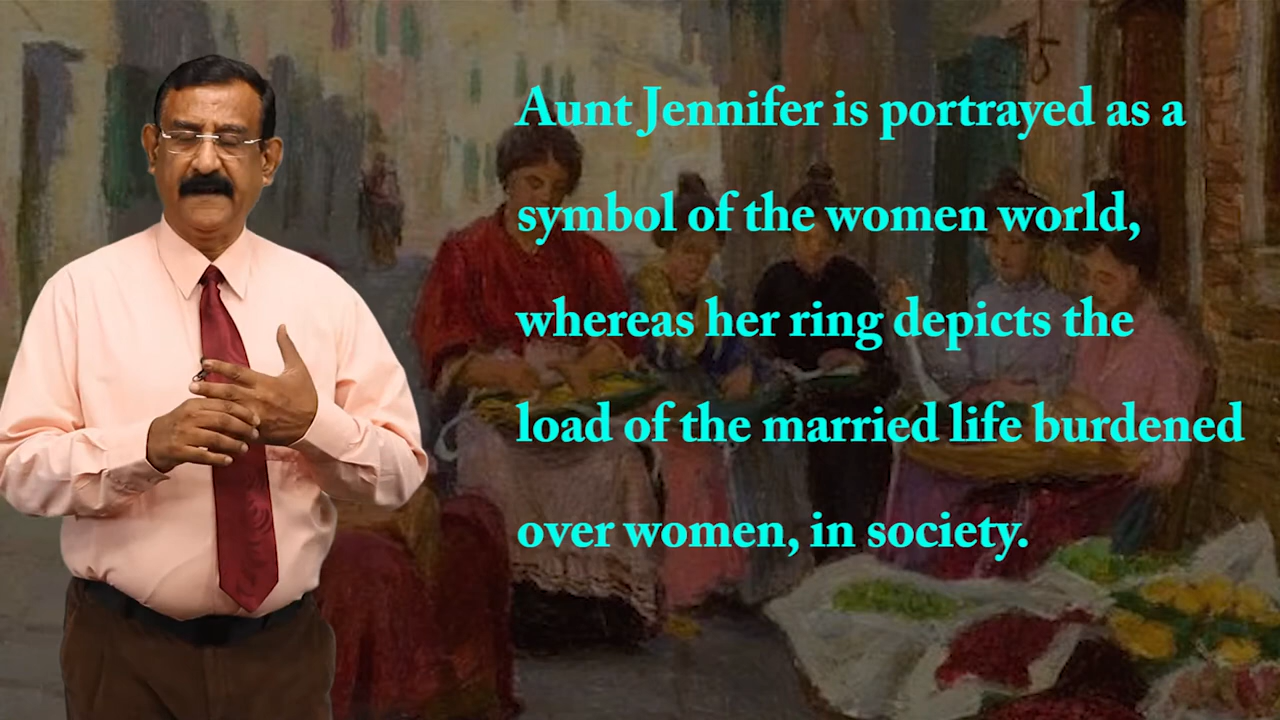 Aunt Jennifer is portrayed as a
symbol of the women world,
whereas her ring depicts the
load of the married life burdened
over women, in society.